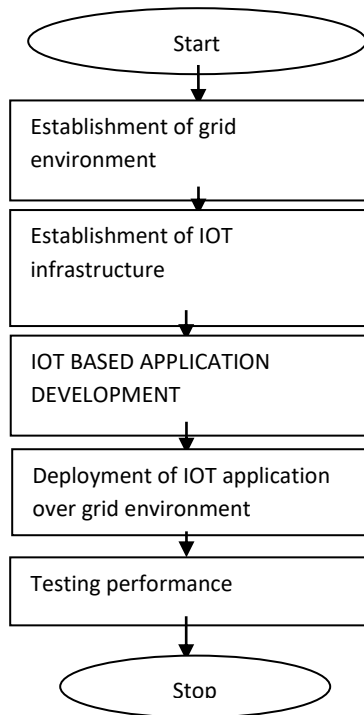 Start
Establishment of grid
environment
Establishment of IOT
infrastructure
IOT BASED APPLICATION
DEVELOPMENT
Deployment of IOT application
over grid environment
Testing performance
Stop